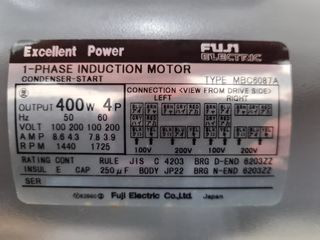 Excellent Power
FUJI ELECTRIC
1-PHASE INDUCTION MOTOR
CONDENSER-START
TYPE MBC6087A
OUTPUT 400W 4P
CONNECTION <VIEW FROM DRIVE SIDE>
LEFT RIGHT
Hz 50 60
VOLT 100 200 100 200
AMP 8.6 4.3 7.8 3.9
RPM 1440 1725
100V 200V 100V 200V
RATING CONT RULE JIS C 4203 BRG D-END 6203ZZ
INSUL E CAP 250μF BODY JP22 BRG N-END 6203ZZ
SER
Fuji Electric Co.,Ltd. Japan